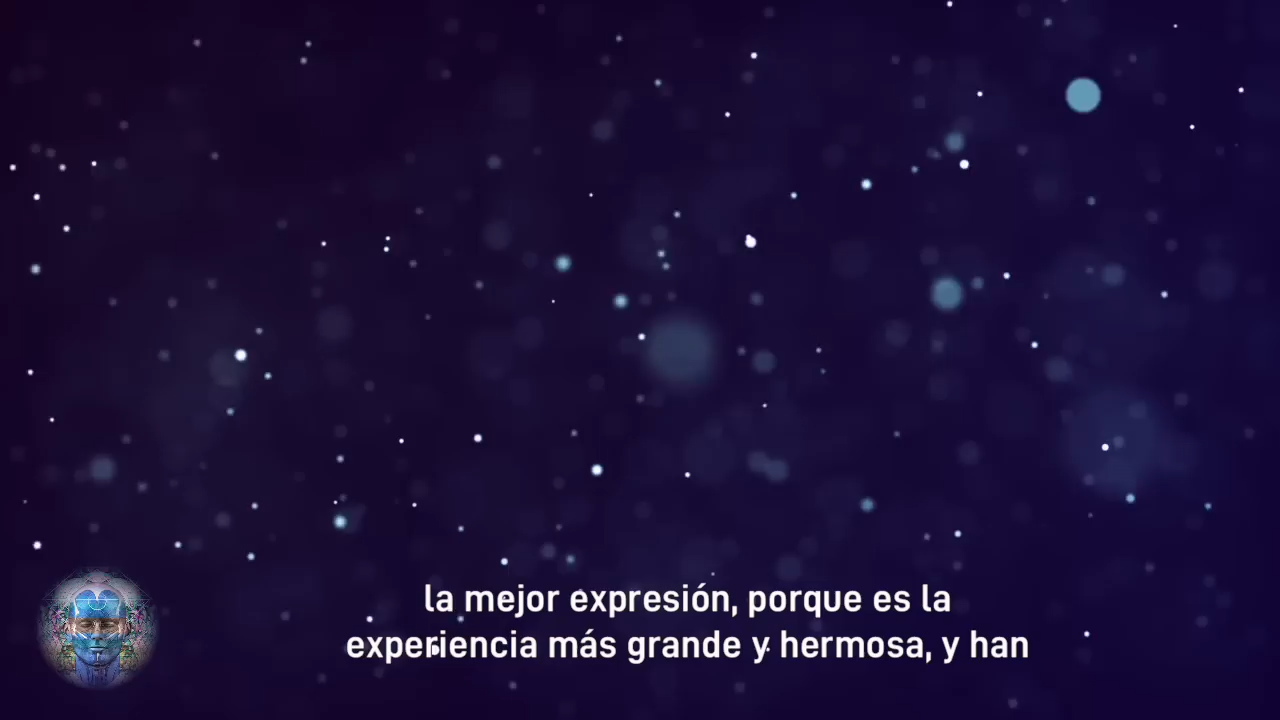 la mejor expresión, porque es la
experiencia más grande y hermosa, y han